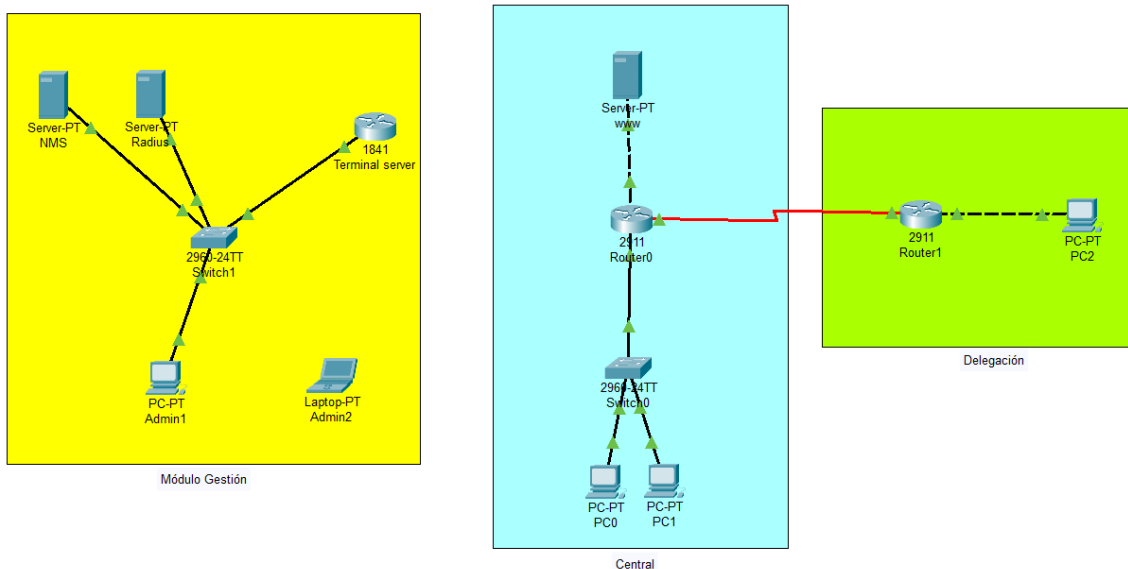 Server-PT
NMS
Server-PT
Radius
1841
Terminal server
2960-24TT
Switch1
PC-PT
Admin1
Laptop-PT
Admin2
Módulo Gestión
Server-PT
www
2911
Router0
2960-24TT
Switch0
PC-PT
PC0
PC-PT
PC1
Central
2911
Router1
PC-PT
PC2
Delegación